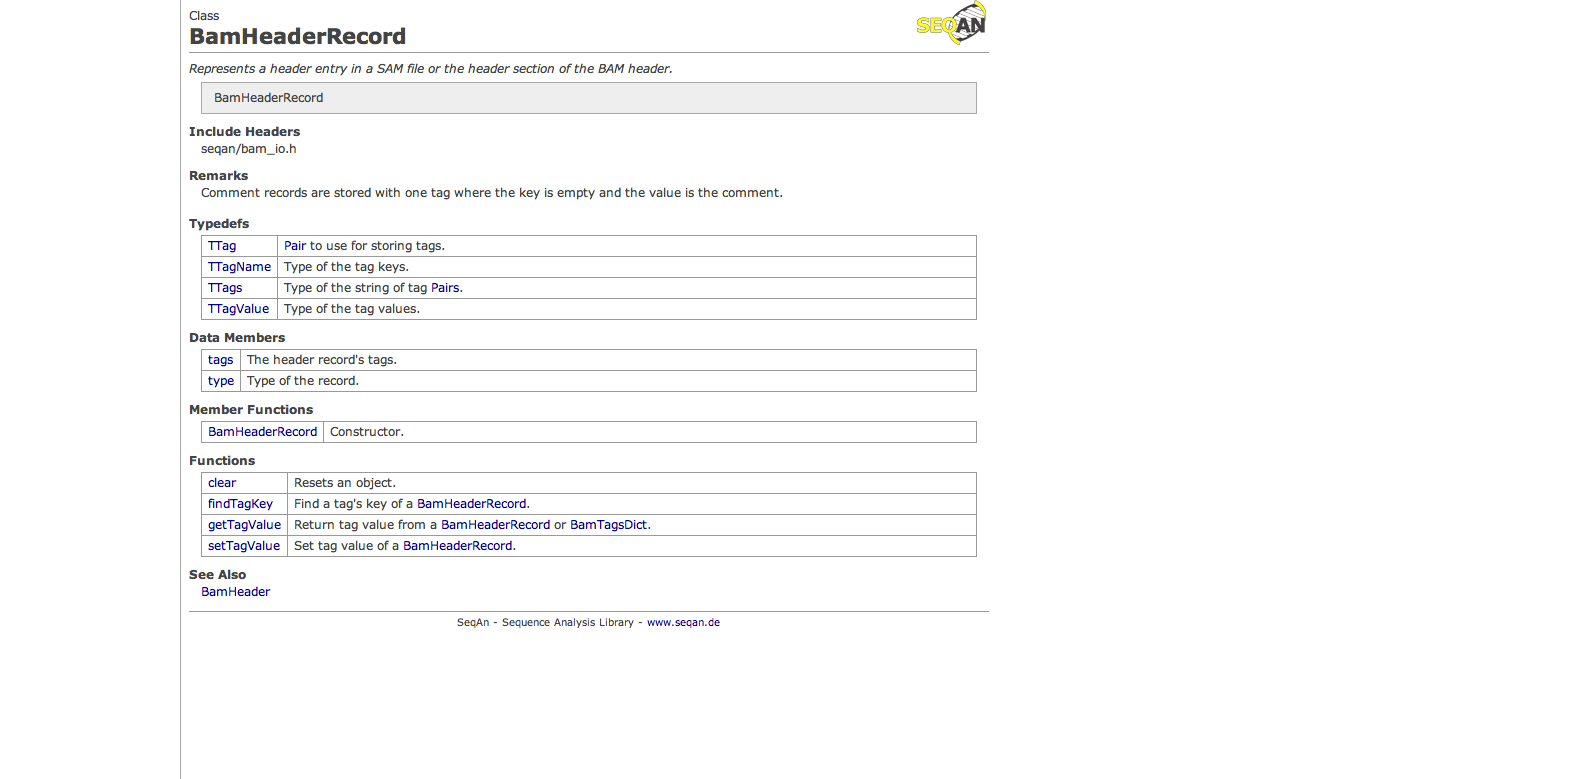 Class
BamHeaderRecord
SEQAN
Represents a header entry in a SAM file or the header section of the BAM header.
BamHeaderRecord
Include Headers
seqan/bam_io.h
Remarks
Comment records are stored with one tag where the key is empty and the value is the comment.
Typedefs
TTag Pair to use for storing tags.
TTagName Type of the tag keys.
TTags Type of the string of tag Pairs.
TTagValue Type of the tag values.
Data Members
tags The header record's tags.
type Type of the record.
Member Functions
BamHeaderRecord Constructor.
Functions
clear Resets an object.
findTagKey Find a tag's key of a BamHeaderRecord.
getTagValue Return tag value from a BamHeaderRecord or BamTagsDict.
setTagValue Set tag value of a BamHeaderRecord.
See Also
BamHeader
SeqAn - Sequence Analysis Library - www.seqan.de